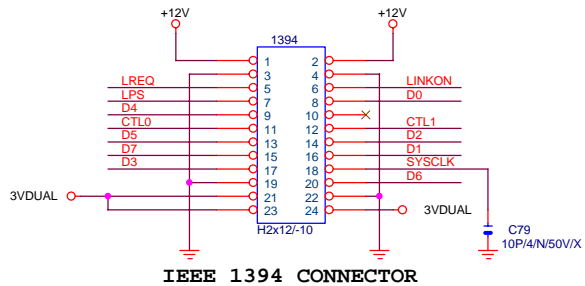 +12V +12V
1394
1 2
3 4
LREQ 5 6 LINKON
LPS 7 8 D0
D4 9 10
CTL0 11 12 CTL1
D5 13 14 D2
D7 15 16 D1
D3 17 18 SYSCLK
19 20 D6
3VDUAL 21 22
23 24 3VDUAL
H2x12/-10
C79
10P/4/N/50V/X
IEEE 1394 CONNECTOR